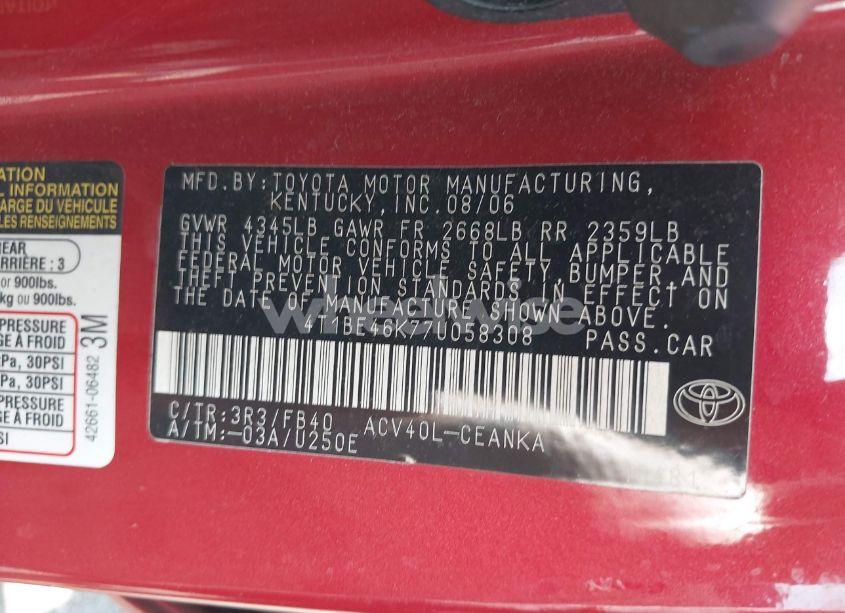 ATION
INFORMATION
ARGE DU VÉHICULE
LES RENSEIGNEMENTS
REAR
ARRIÈRE : 3
or 900lbs.
kg ou 900lbs.
PRESSURE
À FROID
Pa, 30PSI
Pa, 30PSI
PRESSURE
GE À FROID
SI
42661-06482
3M
MFD.BY:TOYOTA MOTOR MANUFACTURING,
KENTUCKY,INC.08/06
GVWR 4345LB GAWR FR 2668LB RR 2359LB
THIS VEHICLE CONFORMS TO ALL APPLICABLE
FEDERAL MOTOR VEHICLE SAFETY,BUMPER,AND
THEFT PREVENTION STANDARDS IN EFFECT ON
THE DATE OF MANUFACTURE SHOWN ABOVE.
4T1BE46K77U058308 PASS.CAR
C/TR:3R3/FB40 ACV40L-CEANKA
A/TM:-03A/U250E